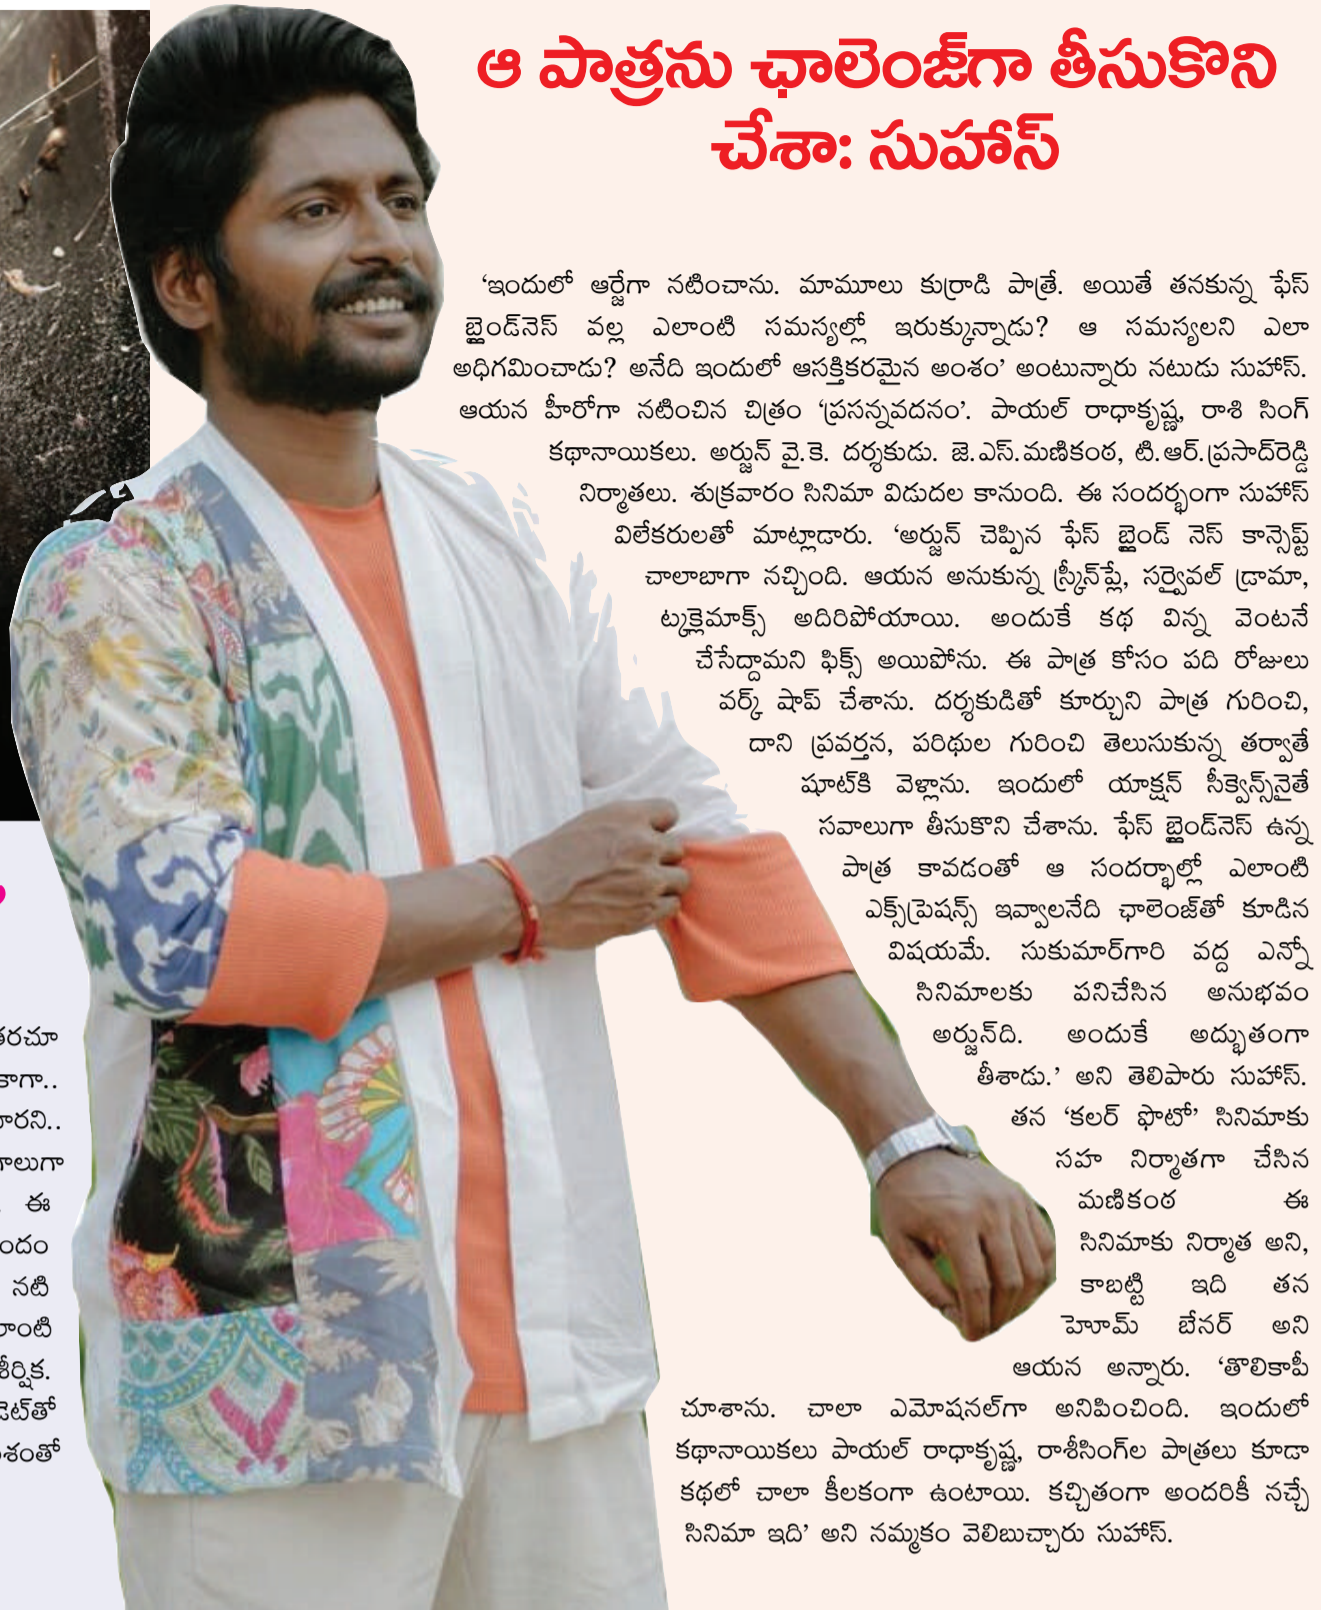 ఆ పాత్రను ఛాలెంజ్‌గా తీసుకొని
చేశా: సుహాస్
‘ఇందులో ఆర్జేగా నటించాను. మామూలు కుర్రాడి పాత్రే. అయితే తనకున్న ఫేస్
బ్లైండ్‌నెస్ వల్ల ఎలాంటి సమస్యల్లో ఇరుక్కున్నాడు? ఆ సమస్యలని ఎలా
అధిగమించాడు? అనేది ఇందులో ఆసక్తికరమైన అంశం’ అంటున్నారు నటుడు సుహాస్.
ఆయన హీరోగా నటించిన చిత్రం ‘ప్రసన్నవదనం’. పాయల్ రాధాకృష్ణ, రాశి సింగ్
కథానాయికలు. అర్జున్ వై.కె. దర్శకుడు. జె.ఎస్.మణికంఠ, టి.ఆర్.ప్రసాద్‌రెడ్డి
నిర్మాతలు. శుక్రవారం సినిమా విడుదల కానుంది. ఈ సందర్భంగా సుహాస్
విలేకరులతో మాట్లాడారు. ‘అర్జున్ చెప్పిన ఫేస్ బ్లైండ్ నెస్ కాన్సెప్ట్
చాలాబాగా నచ్చింది. ఆయన అనుకున్న స్క్రీన్‌ప్లే, సర్వైవల్ డ్రామా,
ట్కక్లైమాక్స్ అదిరిపోయాయి. అందుకే కథ విన్న వెంటనే
చేసేద్దామని ఫిక్స్ అయిపోను. ఈ పాత్ర కోసం పది రోజులు
వర్క్ షాప్ చేశాను. దర్శకుడితో కూర్చుని పాత్ర గురించి,
దాని ప్రవర్తన, పరిధుల గురించి తెలుసుకున్న తర్వాతే
షూట్‌కి వెళ్లాను. ఇందులో యాక్షన్ సీక్వెన్స్‌నైతే
సవాలుగా తీసుకొని చేశాను. ఫేస్ బ్లైండ్‌నెస్ ఉన్న
పాత్ర కావడంతో ఆ సందర్భాల్లో ఎలాంటి
ఎక్స్‌ప్రెషన్స్ ఇవ్వాలనేది ఛాలెంజ్‌తో కూడిన
విషయమే. సుకుమార్‌గారి వద్ద ఎన్నో
సినిమాలకు పనిచేసిన అనుభవం
అర్జున్‌ది. అందుకే అద్భుతంగా
తీశాడు.’ అని తెలిపారు సుహాస్.
తన ‘కలర్ ఫొటో’ సినిమాకు
సహ నిర్మాతగా చేసిన
మణికంఠ ఈ
సినిమాకు నిర్మాత అని,
కాబట్టి ఇది తన
హెూమ్ బేనర్ అని
ఆయన అన్నారు. ‘తొలికాపీ
చూశాను. చాలా ఎమోషనల్‌గా అనిపించింది. ఇందులో
కథానాయికలు పాయల్ రాధాకృష్ణ, రాశీసింగ్‌ల పాత్రలు కూడా
కథలో చాలా కీలకంగా ఉంటాయి. కచ్చితంగా అందరికీ నచ్చే
సినిమా ఇది’ అని నమ్మకం వెలిబుచ్చారు సుహాస్.
ఈ
నటి